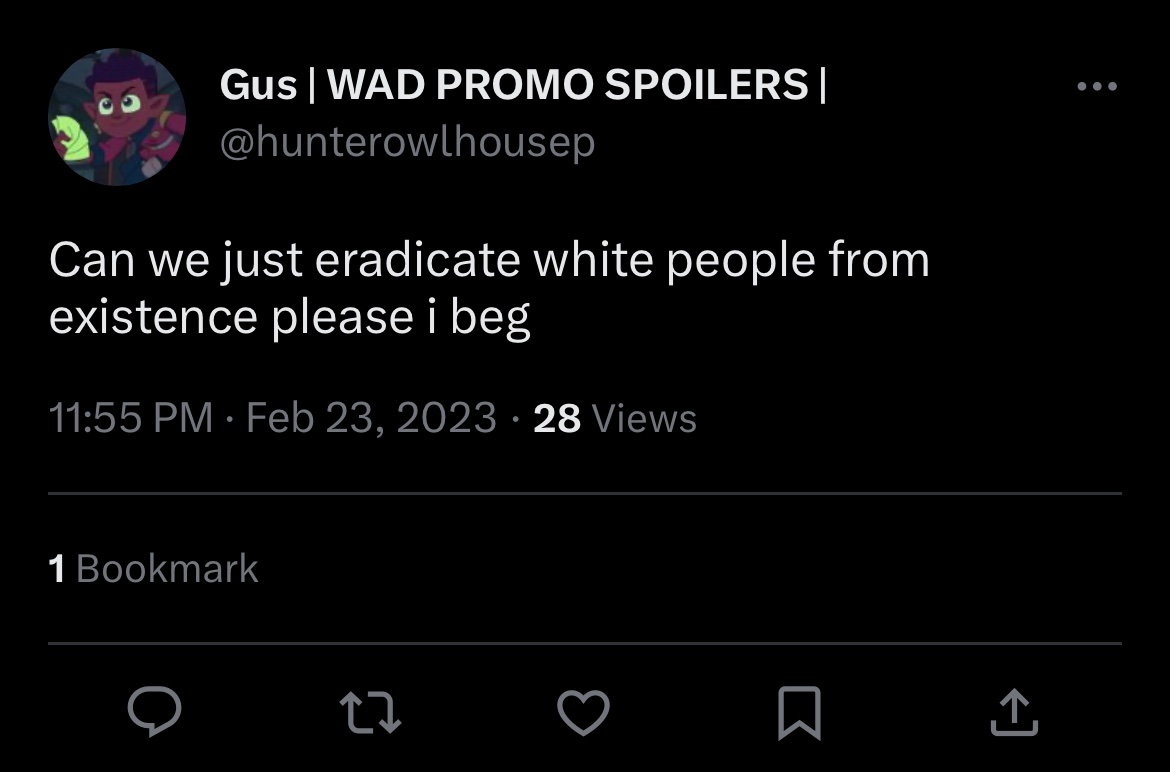 Gus | WAD PROMO SPOILERS |
@hunterowlhousep
Can we just eradicate white people from
existence please i beg
11:55 PM · Feb 23, 2023 · 28 Views
1 Bookmark